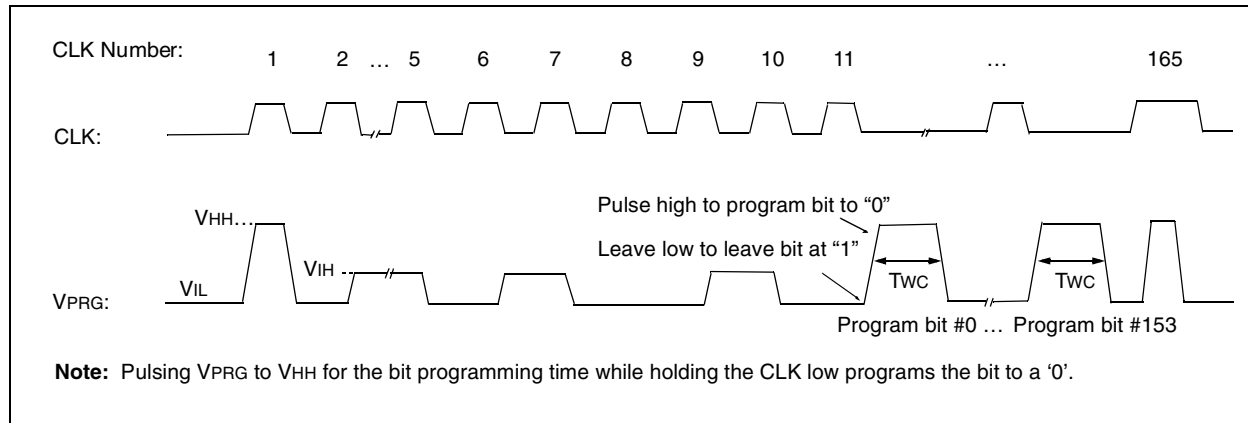 CLK Number:
1 2 ... 5 6 7 8 9 10 11 ... 165
CLK:
Pulse high to program bit to “0”
VHH...
Leave low to leave bit at “1”
VIH
VIL
TWC TWC
VPRG:
Program bit #0 ... Program bit #153
Note: Pulsing VPRG to VHH for the bit programming time while holding the CLK low programs the bit to a ‘0’.